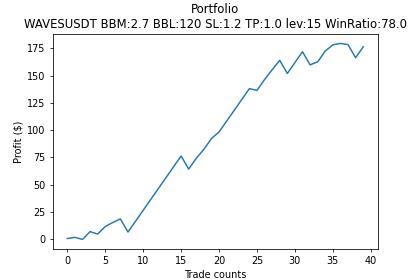 Portfolio
WAVESUSDT BBM:2.7 BBL:120 SL:1.2 TP:1.0 lev:15 WinRatio:78.0
175
150
125
100
75
50
25
0
Profit ($)
0 5 10 15 20 25 30 35 40
Trade counts